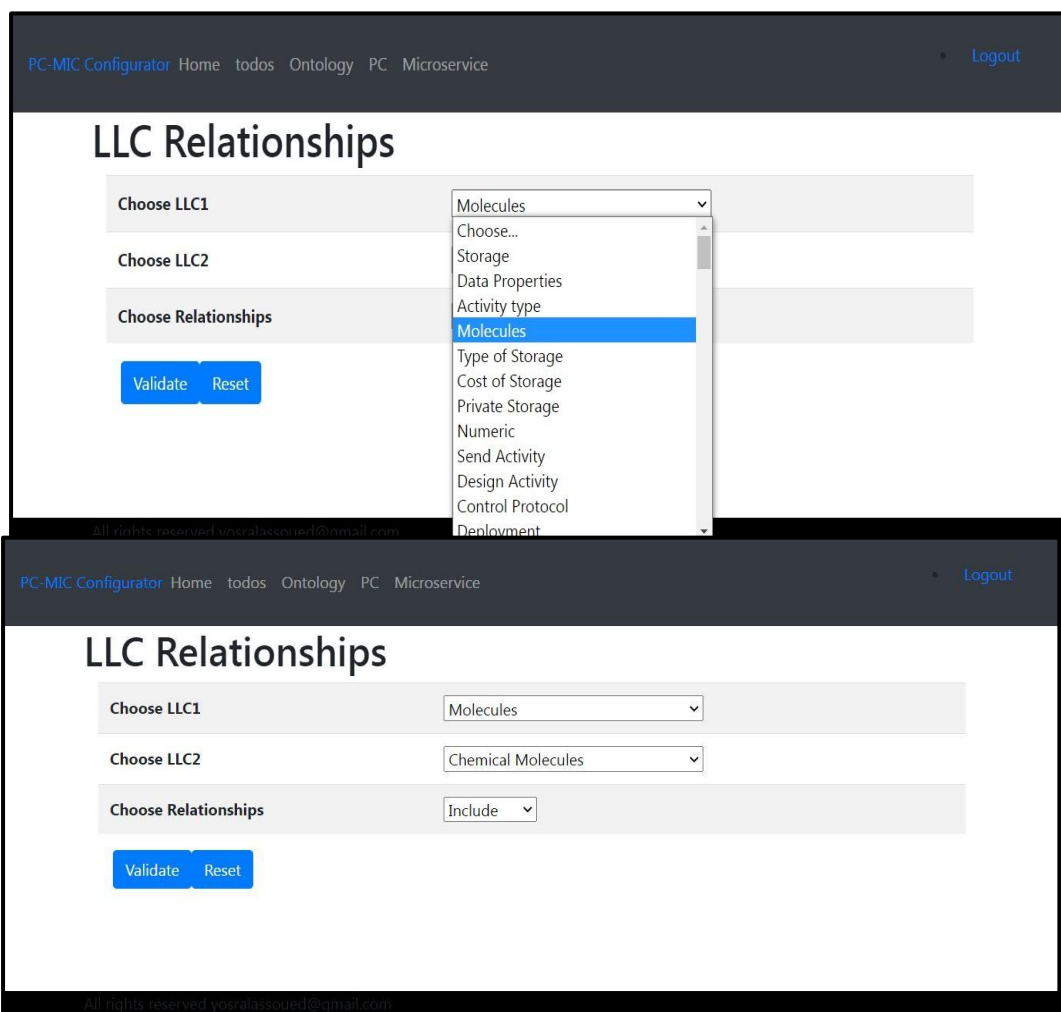 PC-MIC Configurator Home todos Ontology PC Microservice Logout
LLC Relationships
Choose LLC1 Molecules
Choose...
Storage
Data Properties
Activity type
Molecules
Type of Storage
Cost of Storage
Private Storage
Numeric
Send Activity
Design Activity
Control Protocol
Deployment
Choose LLC2
Choose Relationships
Validate Reset
All rights reserved yosralassoued@gmail.com
PC-MIC Configurator Home todos Ontology PC Microservice Logout
LLC Relationships
Choose LLC1 Molecules
Choose LLC2 Chemical Molecules
Choose Relationships Include
Validate Reset
All rights reserved yosralassoued@gmail.com